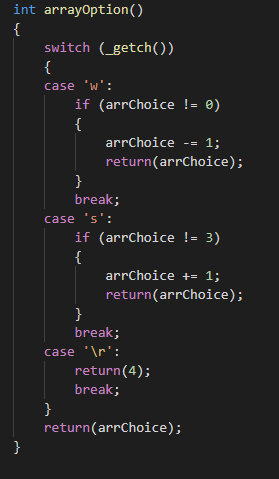 int arrayOption()
{
    switch (_getch())
    {
    case 'w':
        if (arrChoice != 0)
        {
            arrChoice -= 1;
            return(arrChoice);
        }
        break;
    case 's':
        if (arrChoice != 3)
        {
            arrChoice += 1;
            return(arrChoice);
        }
        break;
    case '\r':
        return(4);
        break;
    }
    return(arrChoice);
}